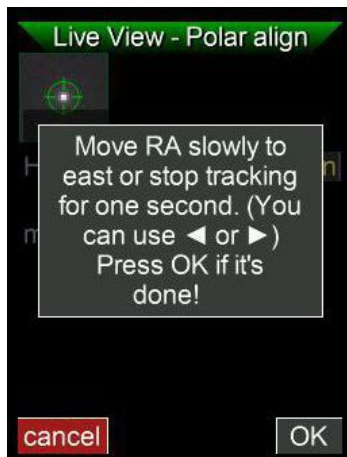 Live View - Polar align
H
n
m
Move RA slowly to
east or stop tracking
for one second. (You
can use ◄ or ►)
Press OK if it's
done!
cancel
OK